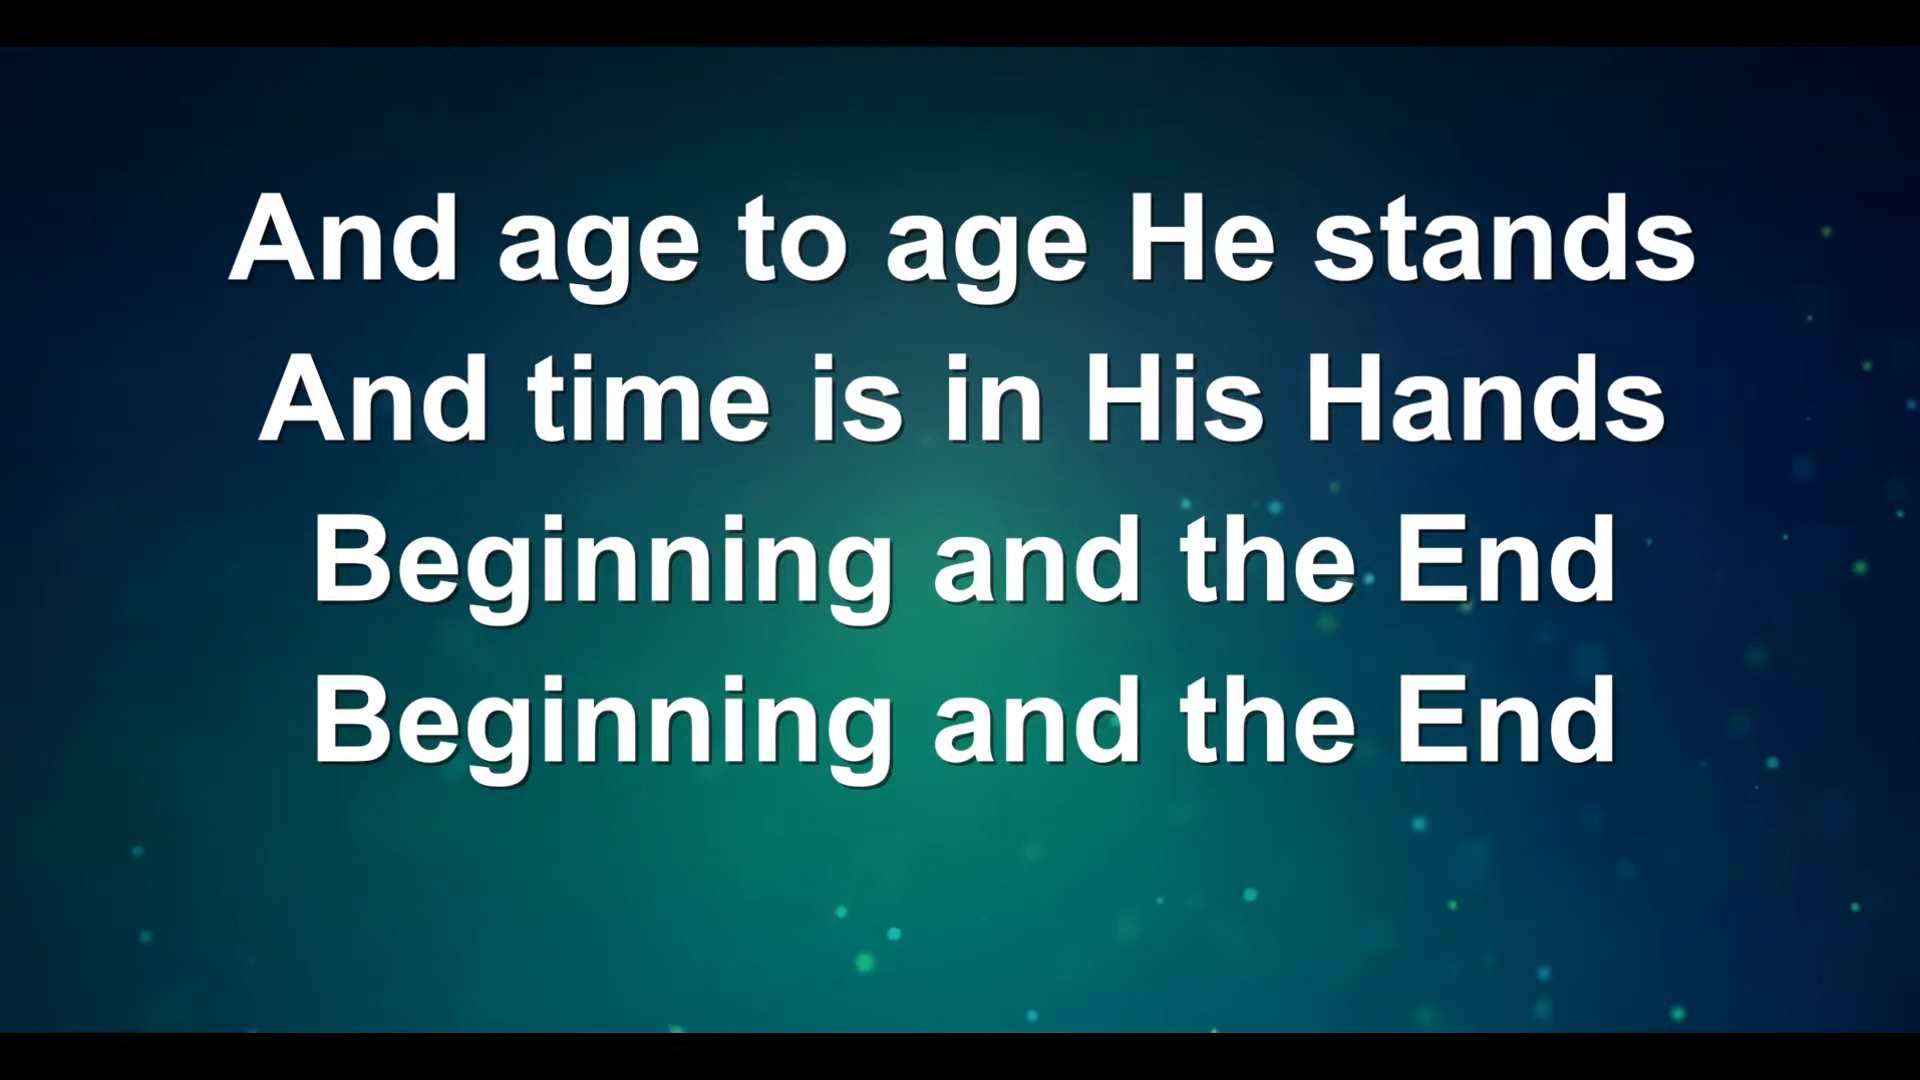 And age to age He stands
And time is in His Hands
Beginning and the End
Beginning and the End